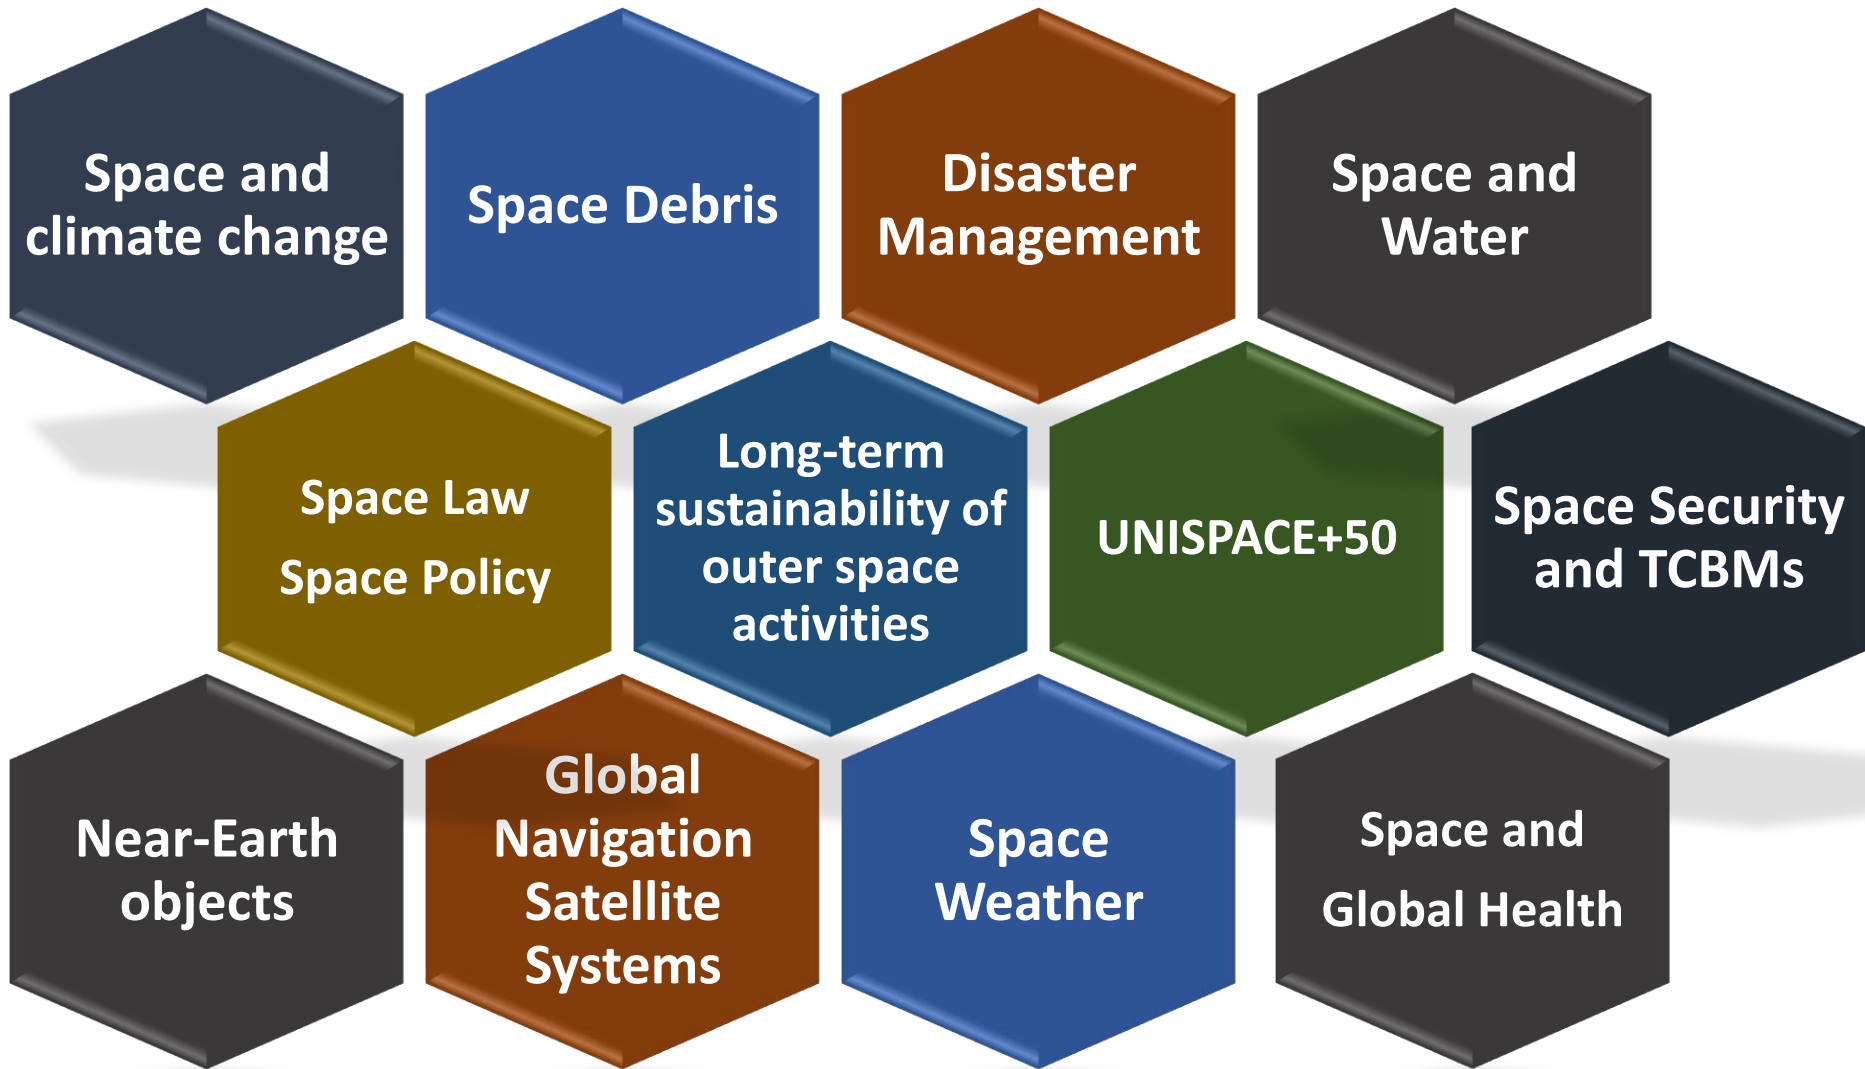 Space and
climate change
Space Debris
Disaster
Management
Space and
Water
Space Law
Space Policy
Long-term
sustainability of
outer space
activities
UNISPACE+50
Space Security
and TCBMs
Near-Earth
objects
Global
Navigation
Satellite
Systems
Space
Weather
Space and
Global Health